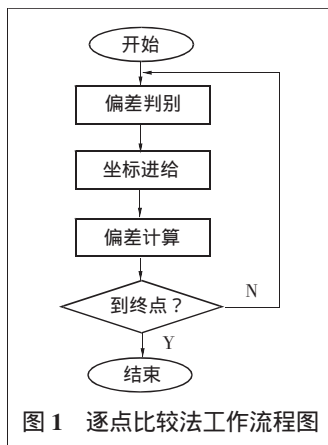 开始
偏差判别
坐标进给
偏差计算
到终点？
N
Y
结束
图1 逐点比较法工作流程图